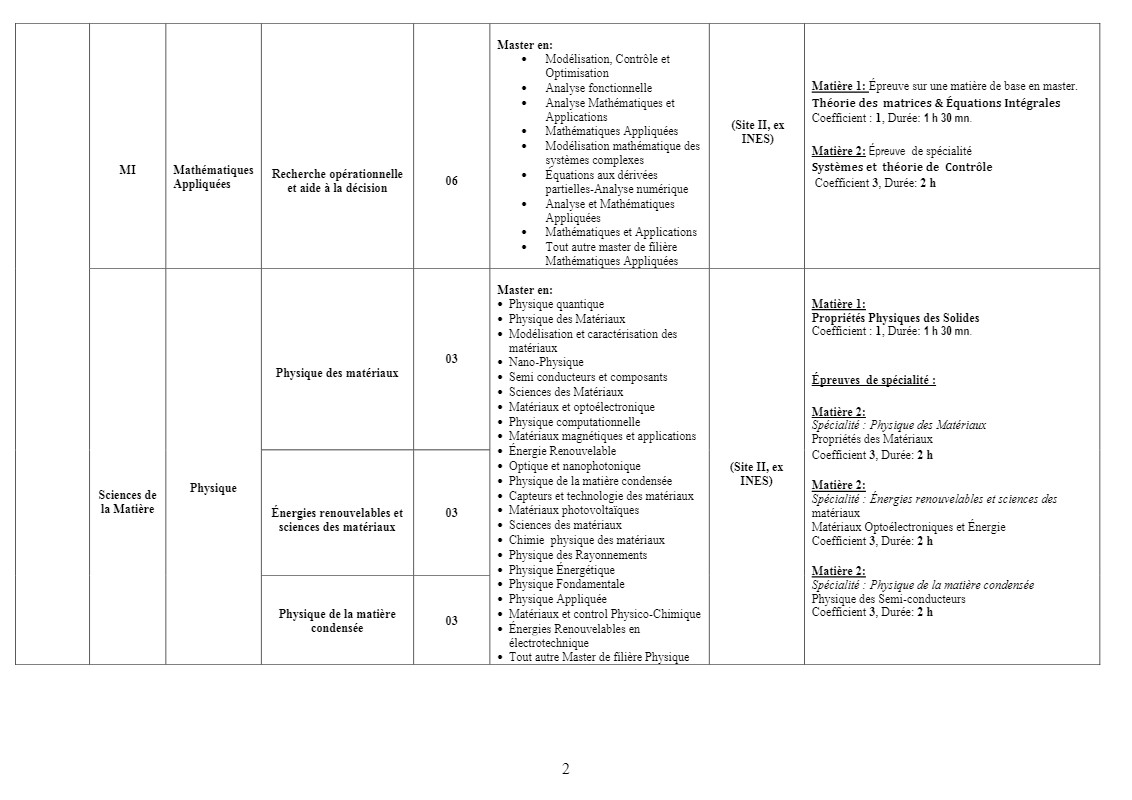 MI
Mathématiques
Appliquées
Recherche opérationnelle
et aide à la décision
06
Master en:
• Modélisation, Contrôle et
Optimisation
• Analyse fonctionnelle
• Analyse Mathématiques et
Applications
• Mathématiques Appliquées
• Modélisation mathématique des
systèmes complexes
• Équations aux dérivées
partielles-Analyse numérique
• Analyse et Mathématiques
Appliquées
• Mathématiques et Applications
• Tout autre master de filière
Mathématiques Appliquées
(Site II, ex
INES)
Matière 1: Épreuve sur une matière de base en master.
Théorie des matrices & Équations Intégrales
Coefficient : 1, Durée: 1 h 30 mn.
Matière 2: Épreuve de spécialité
Systèmes et théorie de Contrôle
Coefficient 3, Durée: 2 h
Sciences de
la Matière
Physique
Physique des matériaux
03
Énergies renouvelables et
sciences des matériaux
03
Physique de la matière
condensée
03
Master en:
• Physique quantique
• Physique des Matériaux
• Modélisation et caractérisation des
matériaux
• Nano-Physique
• Semi conducteurs et composants
• Sciences des Matériaux
• Matériaux et optoélectronique
• Physique computationnelle
• Matériaux magnétiques et applications
• Énergie Renouvelable
• Optique et nanophotonique
• Physique de la matière condensée
• Capteurs et technologie des matériaux
• Matériaux photovoltaïques
• Sciences des matériaux
• Chimie physique des matériaux
• Physique des Rayonnements
• Physique Énergétique
• Physique Fondamentale
• Physique Appliquée
• Matériaux et control Physico-Chimique
• Énergies Renouvelables en
électrotechnique
• Tout autre Master de filière Physique
(Site II, ex
INES)
Matière 1:
Propriétés Physiques des Solides
Coefficient : 1, Durée: 1 h 30 mn.
Épreuves de spécialité :
Matière 2:
Spécialité : Physique des Matériaux
Propriétés des Matériaux
Coefficient 3, Durée: 2 h
Matière 2:
Spécialité : Énergies renouvelables et sciences des
matériaux
Matériaux Optoélectroniques et Énergie
Coefficient 3, Durée: 2 h
Matière 2:
Spécialité : Physique de la matière condensée
Physique des Semi-conducteurs
Coefficient 3, Durée: 2 h
2